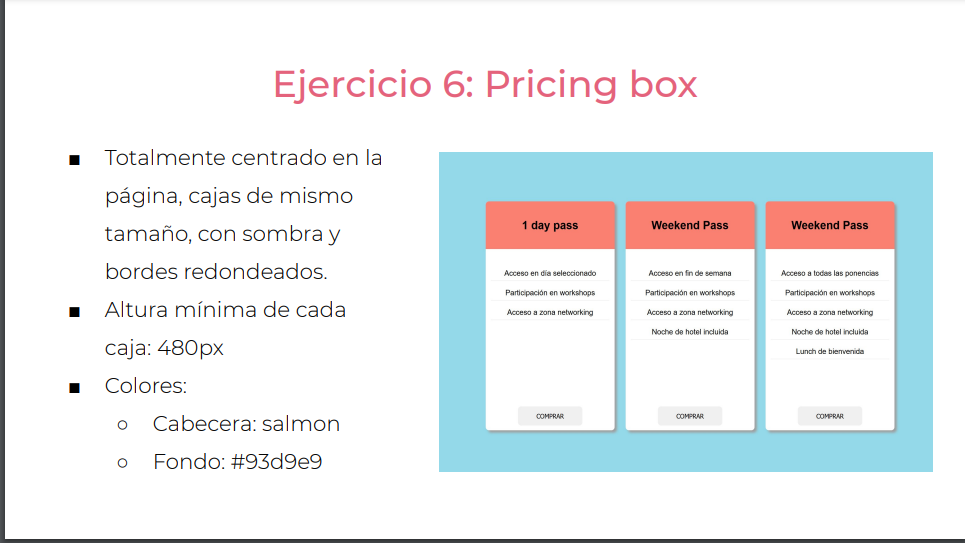 Ejercicio 6: Pricing box
■ Totalmente centrado en la
página, cajas de mismo
tamaño, con sombra y
bordes redondeados.
■ Altura mínima de cada
caja: 480px
■ Colores:
○ Cabecera: salmon
○ Fondo: #93d9e9
1 day pass
Acceso en día seleccionado
Participación en workshops
Acceso a zona networking
COMPRAR
Weekend Pass
Acceso en fin de semana
Participación en workshops
Acceso a zona networking
Noche de hotel incluida
COMPRAR
Weekend Pass
Acceso a todas las ponencias
Participación en workshops
Acceso a zona networking
Noche de hotel incluida
Lunch de bienvenida
COMPRAR